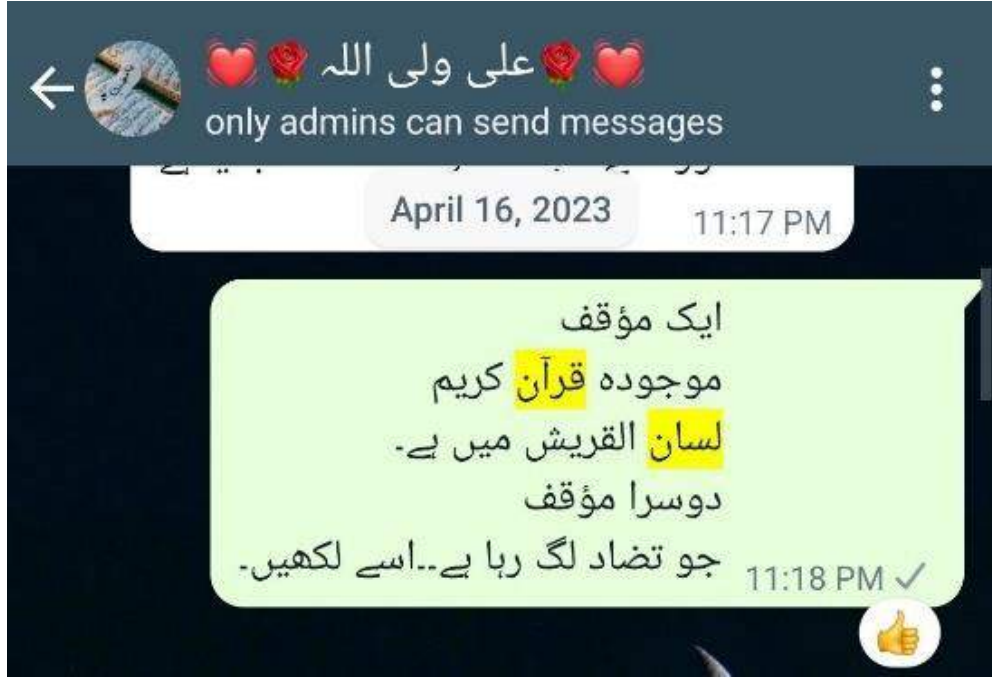 💓🌹علی ولی اللہ🌹💓
only admins can send messages
April 16, 2023
11:17 PM
ایک مؤقف
موجودہ قرآن کریم
لسان القریش میں ہے۔
دوسرا مؤقف
جو تضاد لگ رہا ہے..اسے لکھیں۔
11:18 PM